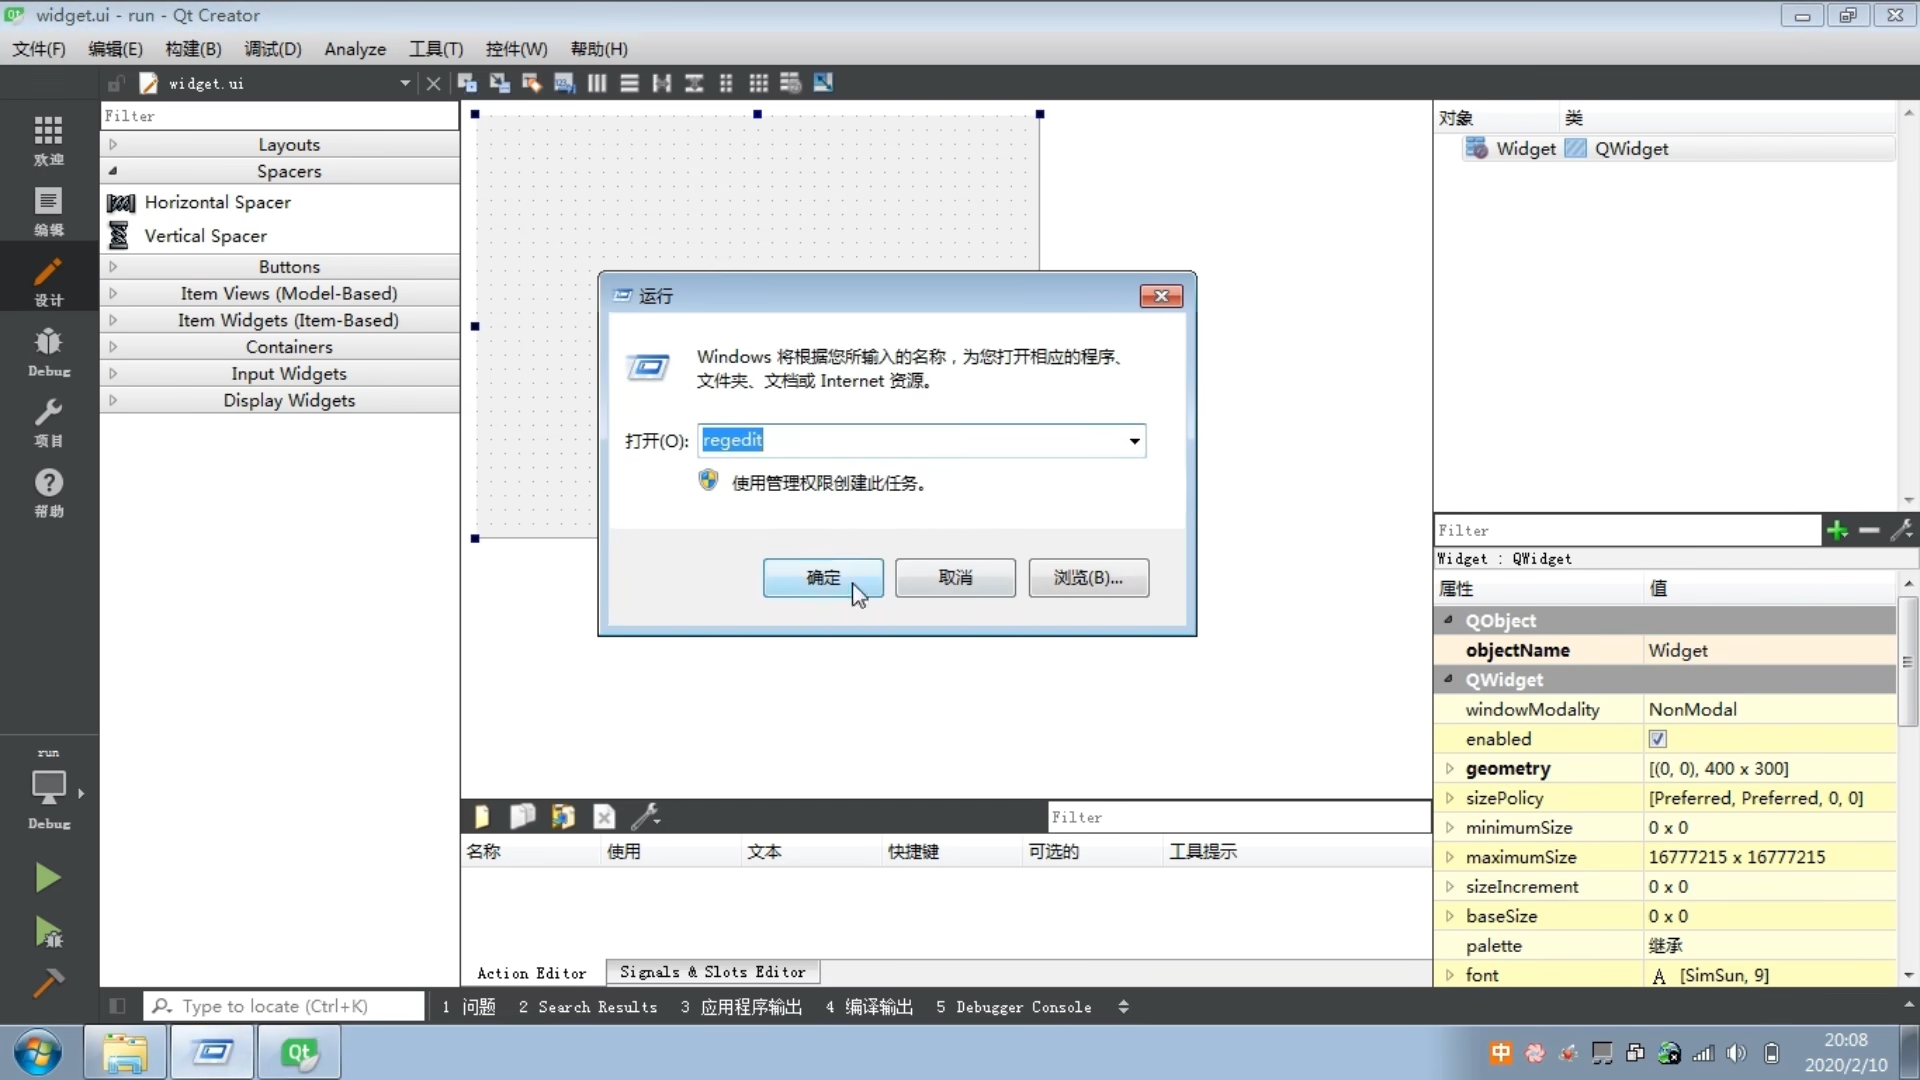 widget.ui - run - Qt Creator
文件(F) 编辑(E) 构建(B) 调试(D) Analyze 工具(T) 控件(W) 帮助(H)
widget.ui
欢迎
编辑
设计
Debug
项目
帮助
run
Debug
Filter
Layouts
Spacers
Horizontal Spacer
Vertical Spacer
Buttons
Item Views (Model-Based)
Item Widgets (Item-Based)
Containers
Input Widgets
Display Widgets
运行
Windows 将根据您所输入的名称，为您打开相应的程序、
文件夹、文档或 Internet 资源。
打开(O): regedit
使用管理权限创建此任务。
确定 取消 浏览(B)...
Filter
名称 使用 文本 快捷键 可选的 工具提示
Action Editor Signals & Slots Editor
对象 类
Widget QWidget
Filter
Widget : QWidget
属性 值
QObject
objectName Widget
QWidget
windowModality NonModal
enabled
geometry [(0, 0), 400 x 300]
sizePolicy [Preferred, Preferred, 0, 0]
minimumSize 0 x 0
maximumSize 16777215 x 16777215
sizeIncrement 0 x 0
baseSize 0 x 0
palette 继承
font A [SimSun, 9]
Type to locate (Ctrl+K) 1 问题 2 Search Results 3 应用程序输出 4 编译输出 5 Debugger Console
Qt
中
20:08
2020/2/10